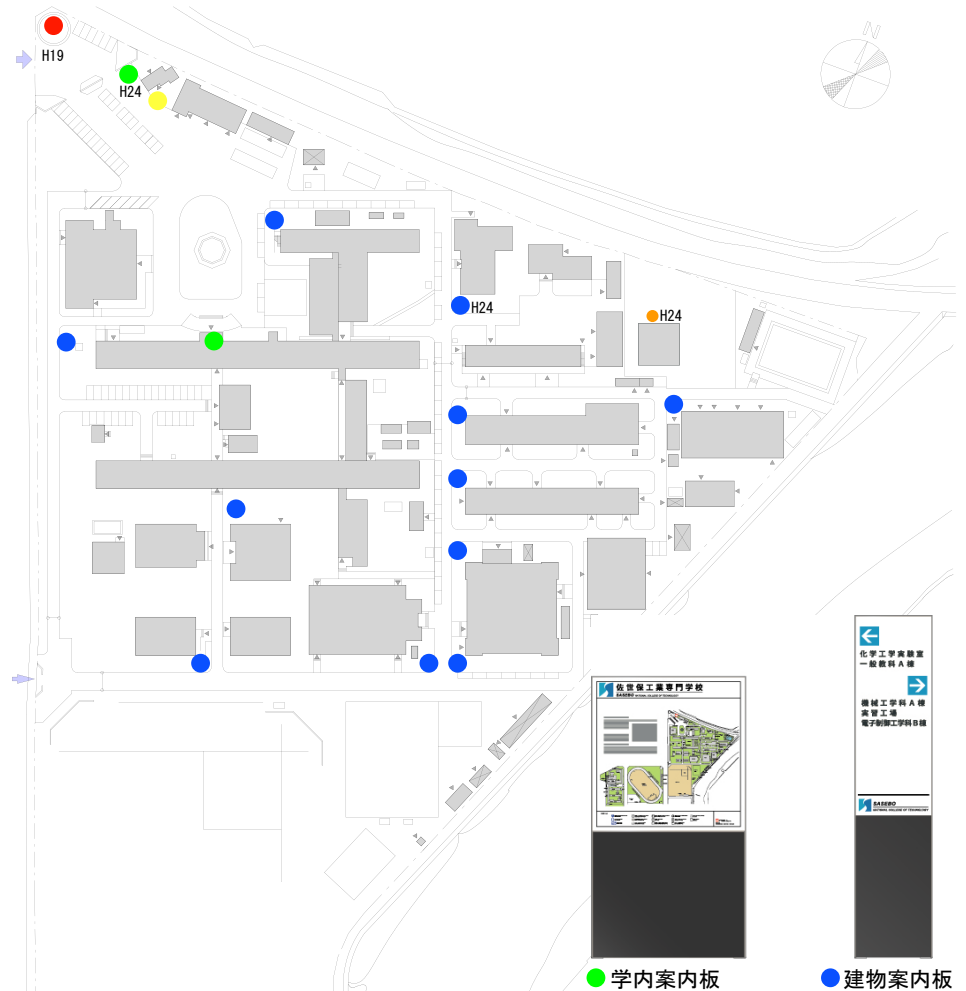 H19
H24
N
H24
H24
佐世保工業専門学校
SASEBO NATIONAL COLLEGE OF TECHNOLOGY
化学工学実験室
一般教科A棟
機械工学科A棟
実習工場
電子制御工学科B棟
SASEBO
NATIONAL COLLEGE OF TECHNOLOGY
学内案内板
建物案内板